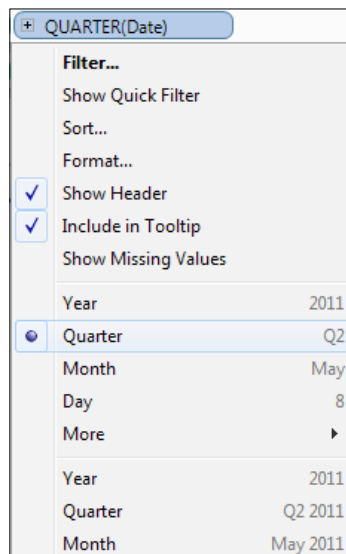 QUARTER(Date)
Filter...
Show Quick Filter
Sort...
Format...
Show Header
Include in Tooltip
Show Missing Values
Year 2011
Quarter Q2
Month May
Day 8
More
Year 2011
Quarter Q2 2011
Month May 2011